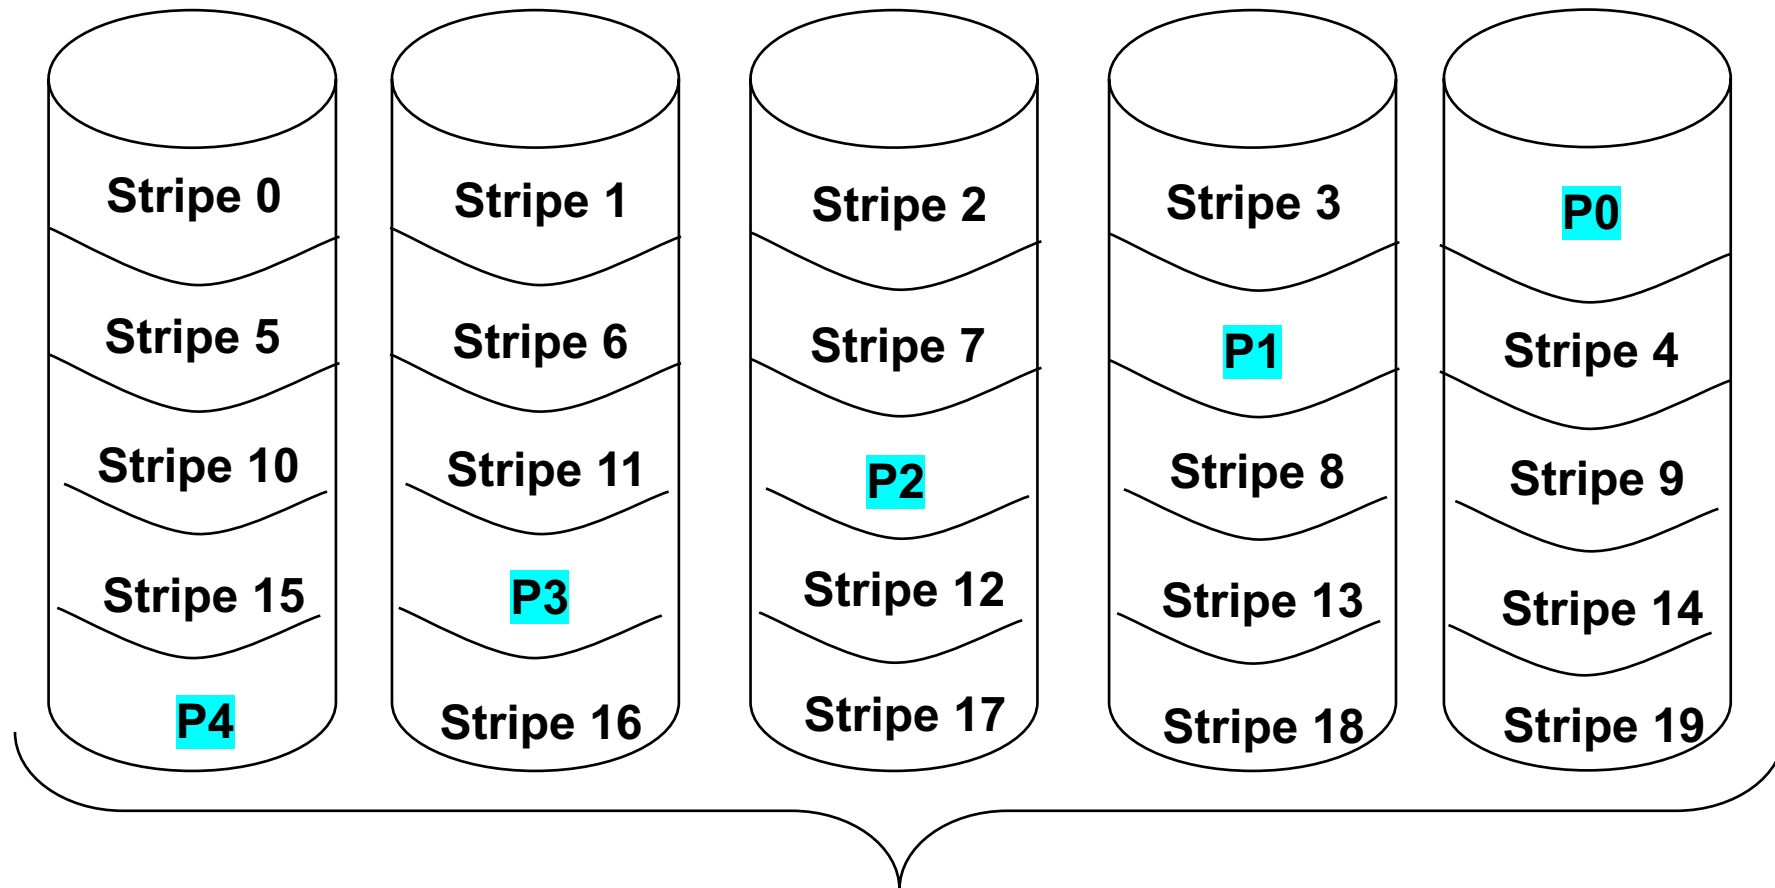 Stripe 0
Stripe 1
Stripe 2
Stripe 3
P0
Stripe 5
Stripe 6
Stripe 7
P1
Stripe 4
Stripe 10
Stripe 11
P2
Stripe 8
Stripe 9
Stripe 15
P3
Stripe 12
Stripe 13
Stripe 14
P4
Stripe 16
Stripe 17
Stripe 18
Stripe 19